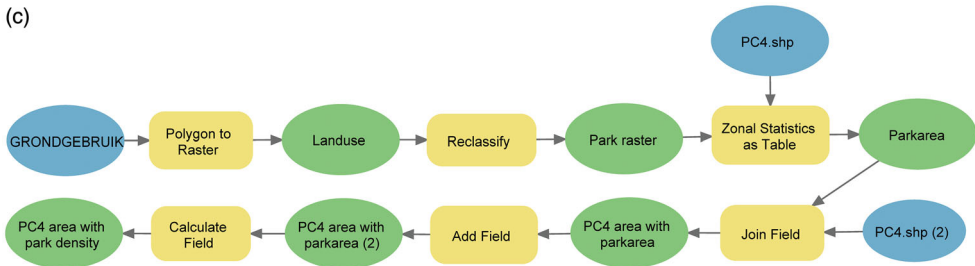 (c)
PC4.shp
GRONDGEBRUIK
Polygon to
Raster
Landuse
Reclassify
Park raster
Zonal Statistics
as Table
Parkarea
PC4 area with
park density
Calculate
Field
PC4 area with
parkarea (2)
Add Field
PC4 area with
parkarea
Join Field
PC4.shp (2)